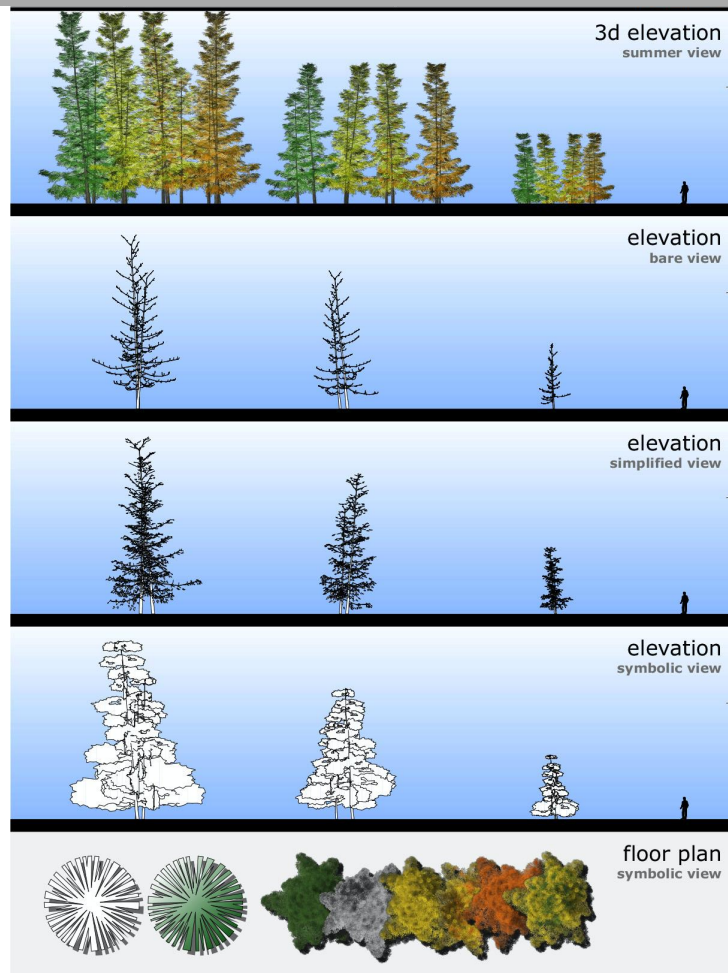 3d elevation
summer view
elevation
bare view
elevation
simplified view
elevation
symbolic view
floor plan
symbolic view